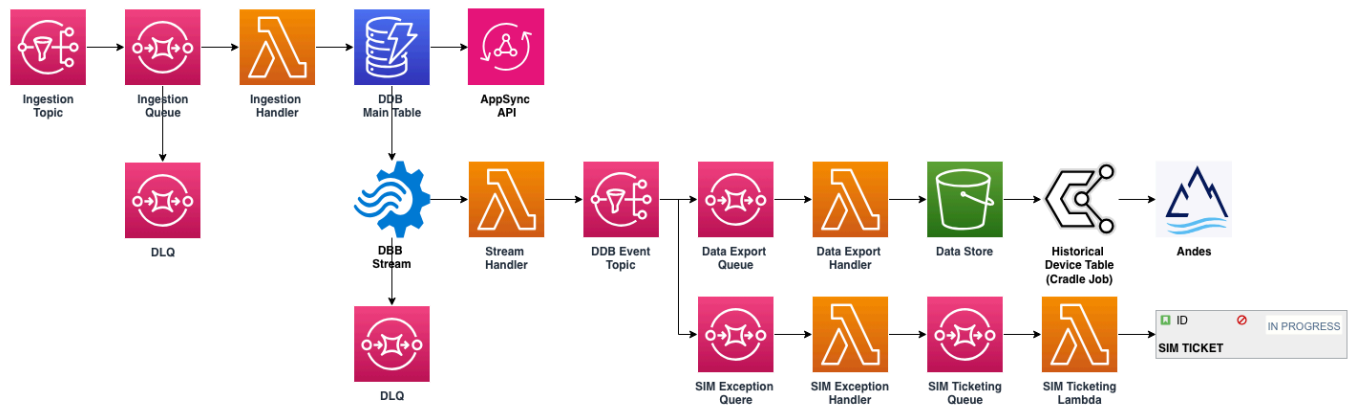 Ingestion
Topic
Ingestion
Queue
Ingestion
Handler
DDB
Main Table
AppSync
API
DLQ
DBB
Stream
Stream
Handler
DDB Event
Topic
Data Export
Queue
Data Export
Handler
Data Store
Historical
Device Table
(Cradle Job)
Andes
DLQ
SIM Exception
Quere
SIM Exception
Handler
SIM Ticketing
Queue
SIM Ticketing
Lambda
ID
IN PROGRESS
SIM TICKET